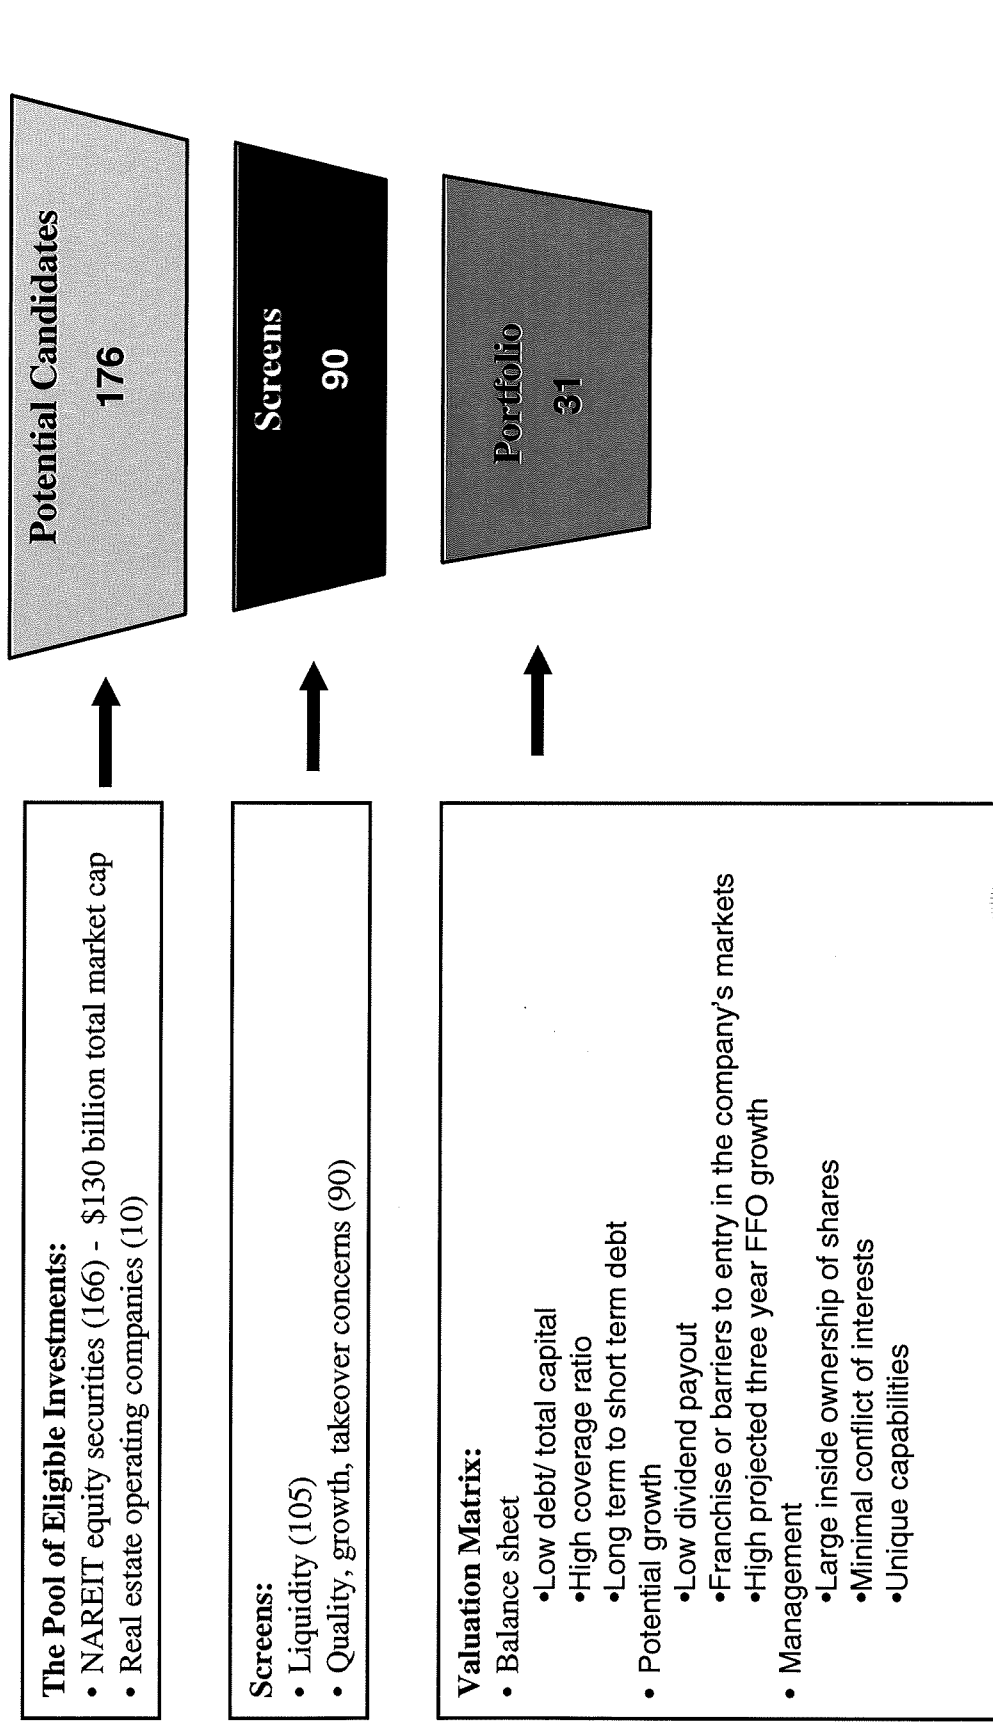 The Pool of Eligible Investments:
• NAREIT equity securities (166) - $130 billion total market cap
• Real estate operating companies (10)
Potential Candidates
176
Screens:
• Liquidity (105)
• Quality, growth, takeover concerns (90)
Screens
90
Valuation Matrix:
• Balance sheet
•Low debt/ total capital
•High coverage ratio
•Long term to short term debt
• Potential growth
•Low dividend payout
•Franchise or barriers to entry in the company's markets
•High projected three year FFO growth
• Management
•Large inside ownership of shares
•Minimal conflict of interests
•Unique capabilities
Portfolio
31